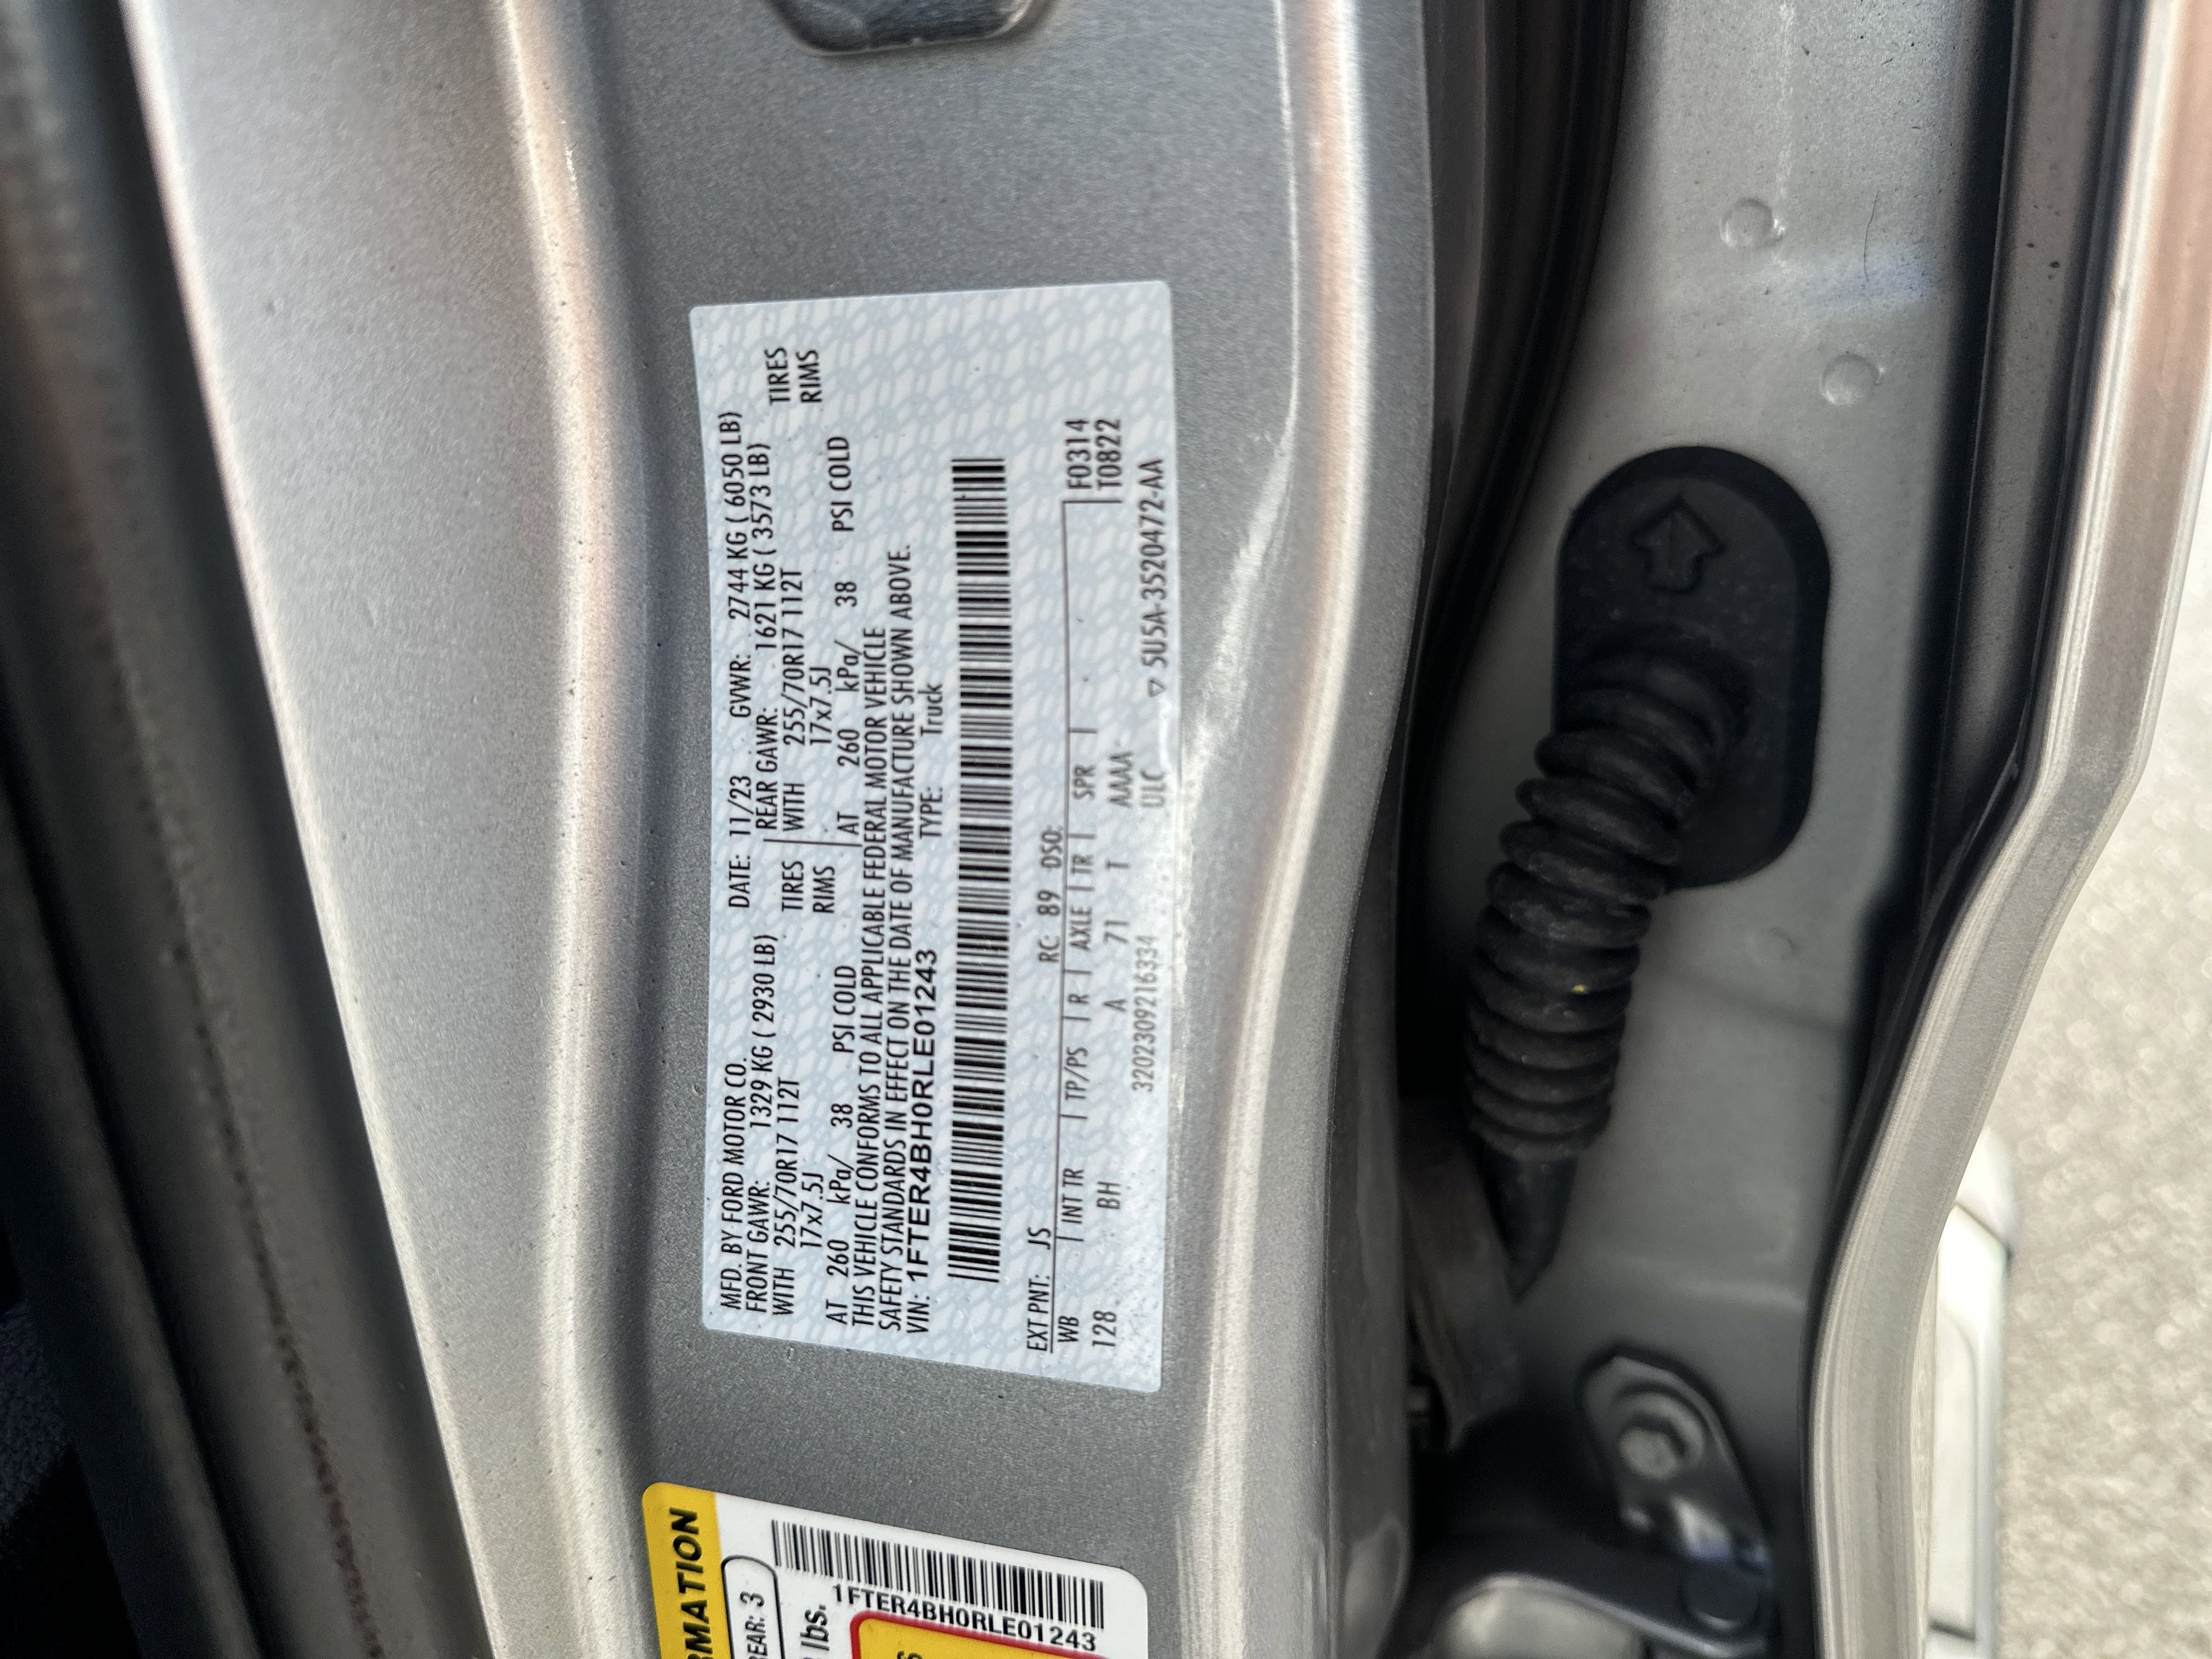 MFD. BY FORD MOTOR CO. DATE: 11/23 GVWR: 2744 KG ( 6050 LB)
FRONT GAWR: 1329 KG ( 2930 LB) REAR GAWR: 1621 KG ( 3573 LB)
WITH 255/70R17 112T TIRES WITH 255/70R17 112T TIRES
17x7.5J RIMS 17x7.5J RIMS
AT 260 kPa/ 38 PSI COLD AT 260 kPa/ 38 PSI COLD
THIS VEHICLE CONFORMS TO ALL APPLICABLE FEDERAL MOTOR VEHICLE
SAFETY STANDARDS IN EFFECT ON THE DATE OF MANUFACTURE SHOWN ABOVE.
VIN: 1FTER4BH0RLE01243 TYPE: Truck
EXT PNT: JS RC: 89 DSO:
WB | INT TR | TP/PS | R | AXLE | TR | SPR | F0314
128 BH A 71 T AAAA T0822
320230921633​4 ULC ▽ 5U5A-3520472-AA
RMATION
REAR: 3
lbs.
1FTER4BH0RLE01243